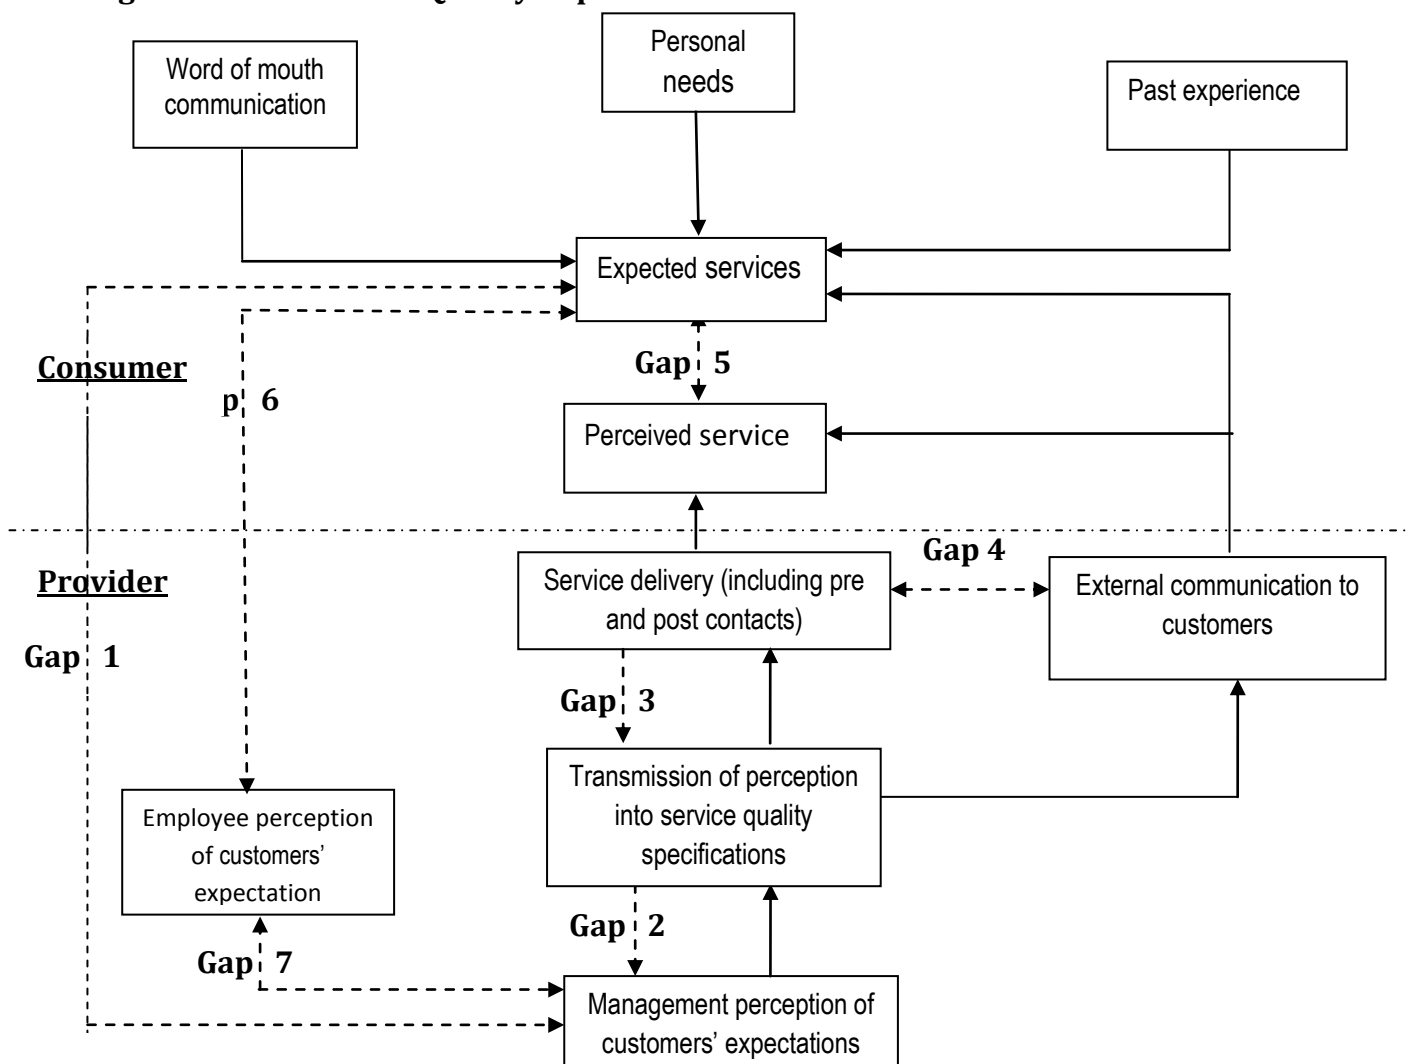 Personal
needs
Word of mouth
communication
Past experience
Expected services
Gap 5
Consumer
p 6
Perceived service
Gap 4
Service delivery (including pre
and post contacts)
External communication to
customers
Provider
Gap 1
Gap 3
Transmission of perception
into service quality
specifications
Employee perception
of customers’
expectation
Gap 2
Gap 7
Management perception of
customers’ expectations